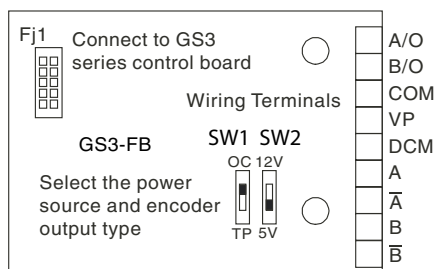 Fj1
Connect to GS3
series control board
Wiring Terminals
GS3-FB
SW1 SW2
OC 12V
Select the power
source and encoder
output type
TP 5V
A/O
B/O
COM
VP
DCM
A
A̅
B
B̅